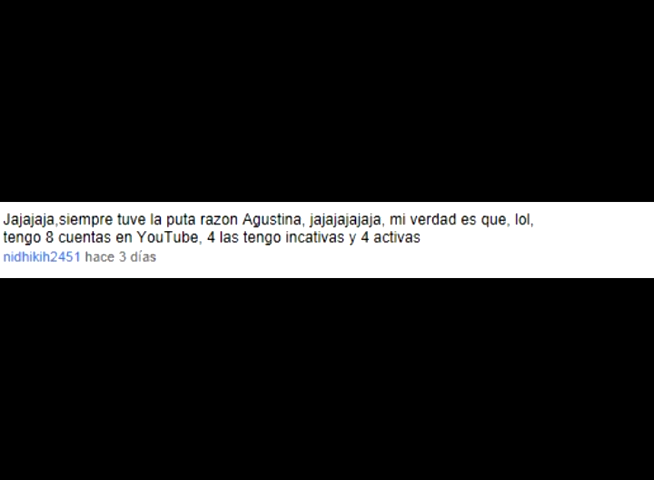 Jajajaja,siempre tuve la puta razon Agustina, jajajajajaja, mi verdad es que, lol,
tengo 8 cuentas en YouTube, 4 las tengo incativas y 4 activas
nidhikih2451 hace 3 días